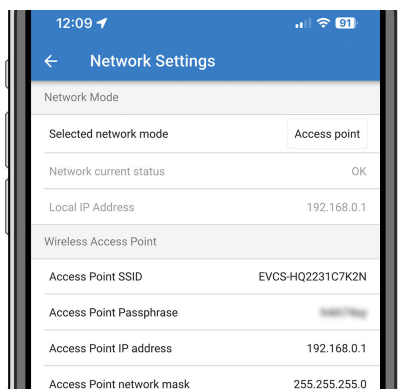 12:09
91
Network Settings
Network Mode
Selected network mode Access point
Network current status OK
Local IP Address 192.168.0.1
Wireless Access Point
Access Point SSID EVCS-HQ2231C7K2N
Access Point Passphrase
Access Point IP address 192.168.0.1
Access Point network mask 255.255.255.0